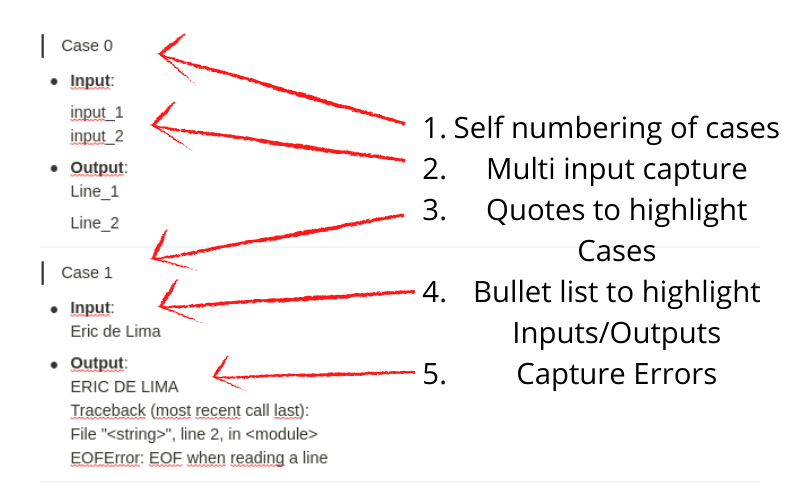 Case 0
Input:
input_1
input_2
Output:
Line_1
Line_2
Case 1
Input:
Eric de Lima
Output:
ERIC DE LIMA
Traceback (most recent call last):
File "<string>", line 2, in <module>
EOFError: EOF when reading a line
1. Self numbering of cases
2. Multi input capture
3. Quotes to highlight
Cases
4. Bullet list to highlight
Inputs/Outputs
5. Capture Errors